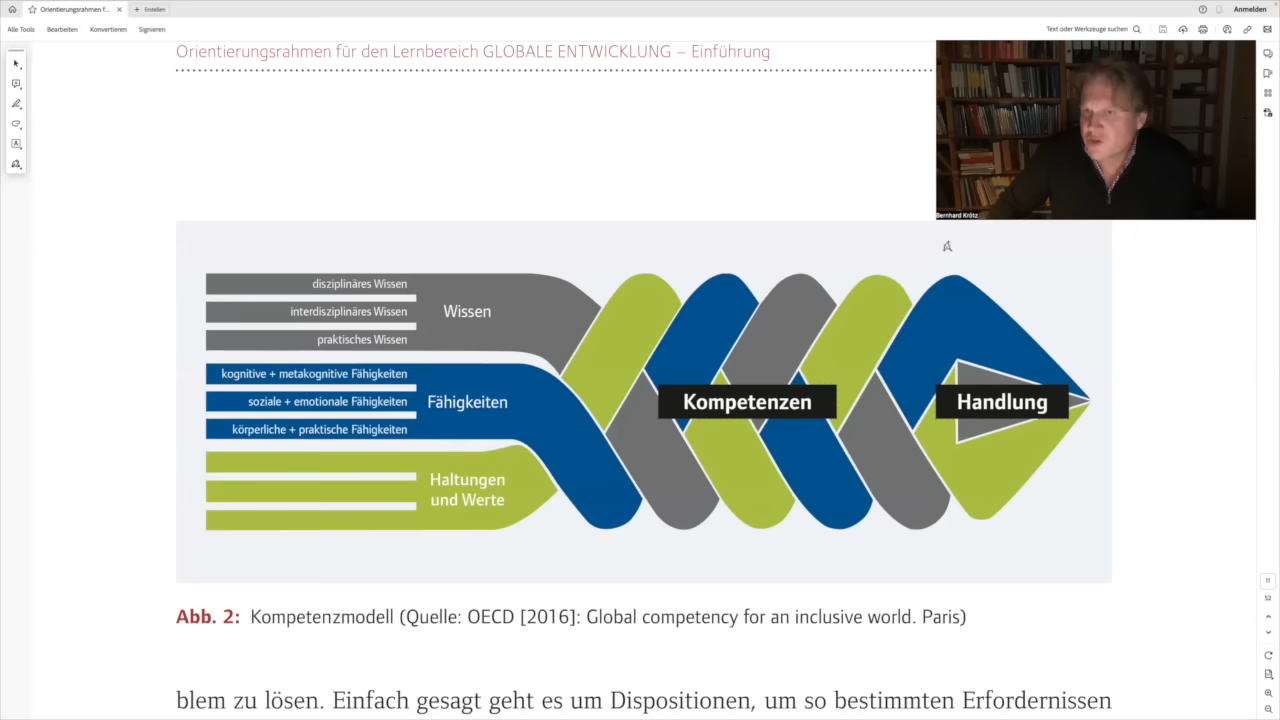 Orientierungsrahmen f...
Erstellen
Anmelden
Alle Tools
Bearbeiten
Konvertieren
Signieren
Text oder Werkzeuge suchen
Orientierungsrahmen für den Lernbereich GLOBALE ENTWICKLUNG – Einführung
Bernhard Krötz
disziplinäres Wissen
interdisziplinäres Wissen
praktisches Wissen
Wissen
kognitive + metakognitive Fähigkeiten
soziale + emotionale Fähigkeiten
körperliche + praktische Fähigkeiten
Fähigkeiten
Haltungen
und Werte
Kompetenzen
Handlung
Abb. 2: Kompetenzmodell (Quelle: OECD [2016]: Global competency for an inclusive world. Paris)
blem zu lösen. Einfach gesagt geht es um Dispositionen, um so bestimmten Erfordernissen
11
52